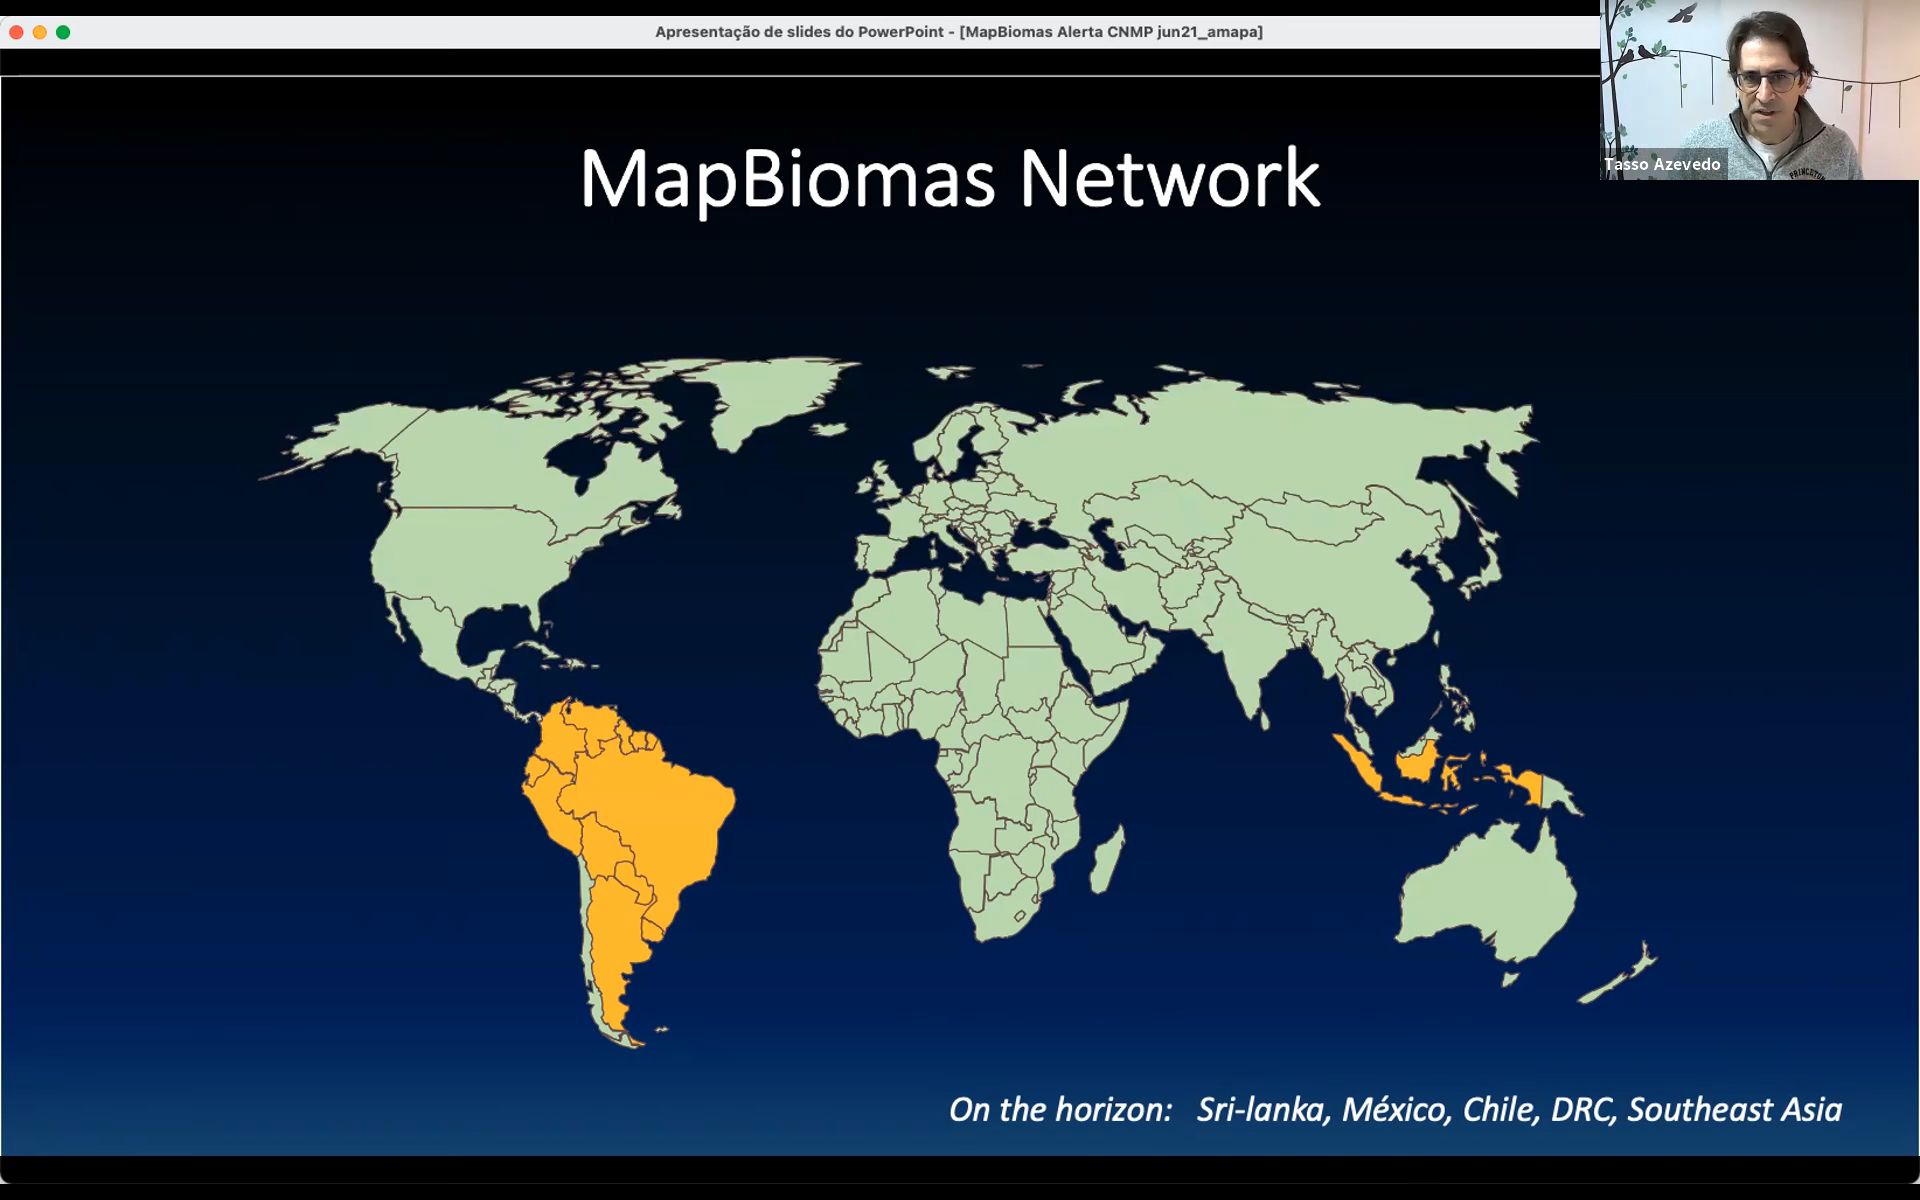 Apresentação de slides do PowerPoint - [MapBiomas Alerta CNMP jun21_amapa]
Tasso Azevedo
PRINCETON
MapBiomas Network
On the horizon: Sri-lanka, México, Chile, DRC, Southeast Asia